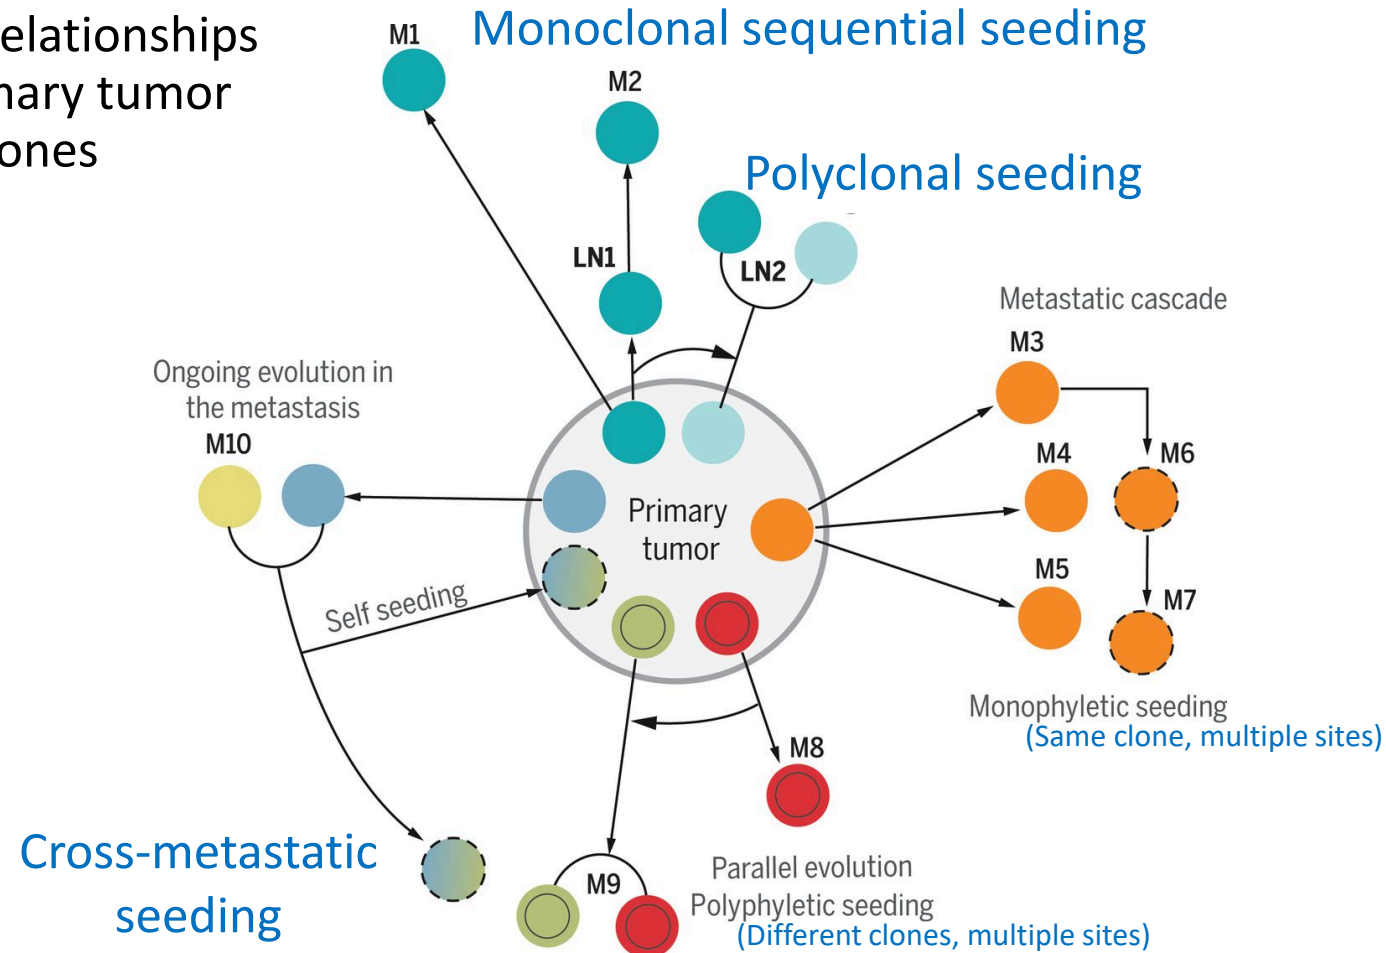 elationships
nary tumor
ones
Monoclonal sequential seeding
M1
M2
Polyclonal seeding
LN1
LN2
Metastatic cascade
M3
Ongoing evolution in
the metastasis
M10
M4
M6
Primary
tumor
M5
M7
Self seeding
Monophyletic seeding
(Same clone, multiple sites)
M8
Cross-metastatic
seeding
M9
Parallel evolution
Polyphyletic seeding
(Different clones, multiple sites)